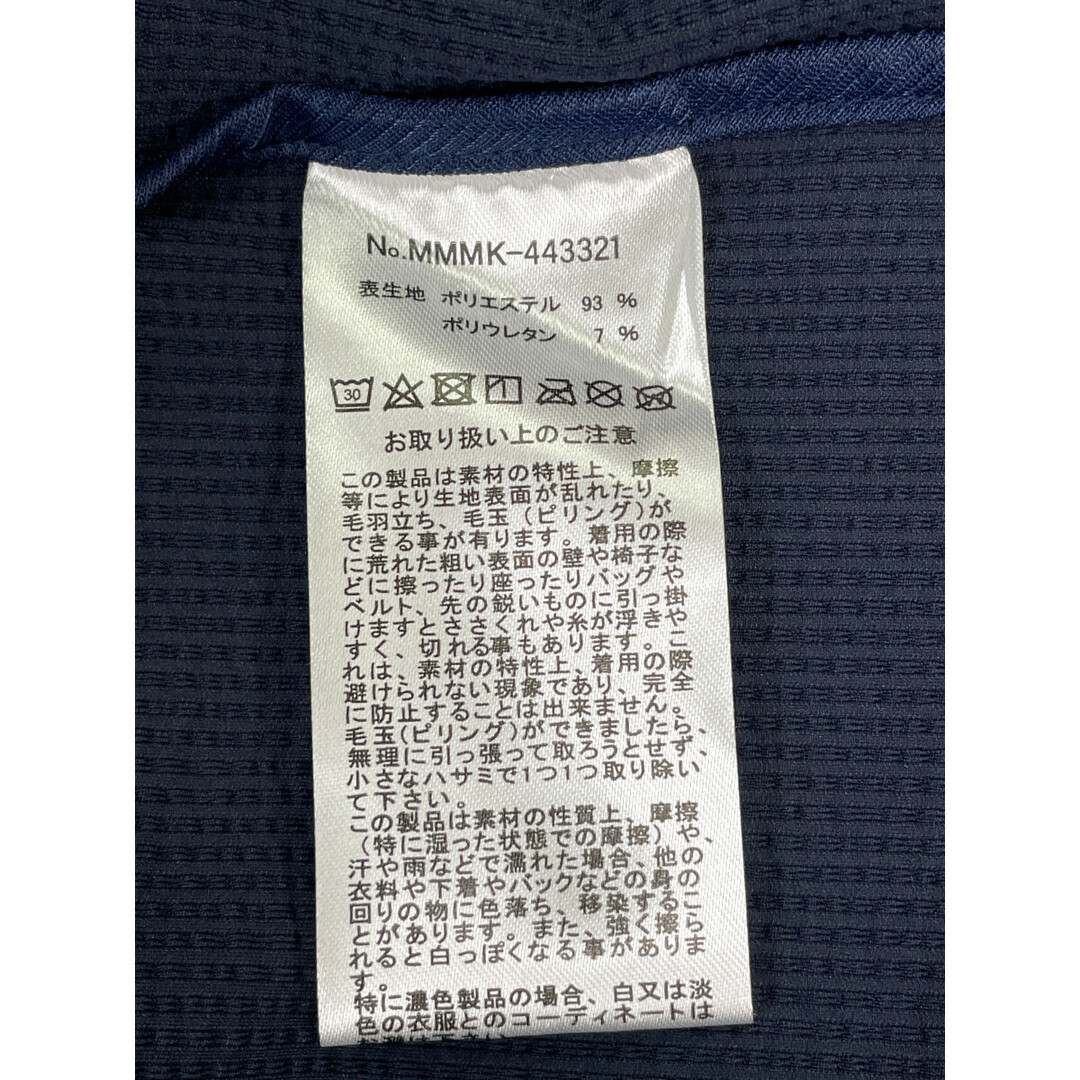 No.MMMK-443321
表生地 ポリエステル 93 %
ポリウレタン 7 %
30
お取り扱い上のご注意
この製品は素材の特性上、摩擦
等により生地表面が乱れたり、
毛羽立ち、毛玉(ピリング)が
できる事が有ります。着用の際
に荒れた粗い表面の壁や椅子な
どに擦ったり座ったりバッグや
ベルト、先の鋭いものに引っ掛
けますとささくれや糸が浮きや
すく、切れる事もあります。こ
れは、素材の特性上、着用の際
避けられない現象であり、完全
に防止することは出来ません。
毛玉(ピリング)ができましたら、
無理に引っ張って取ろうとせず、
小さなハサミで1つ1つ取り除い
て下さい。
この製品は素材の性質上、摩擦
(特に湿った状態での摩擦)や、
汗や雨などで濡れた場合、他の
衣料や下着やバックなどの身の
回りの物に色落ち、移染するこ
とがあります。また、強く擦ら
れると白っぽくなる事がありま
す。
特に濃色製品の場合、白又は淡
色の衣服とのコーディネートは